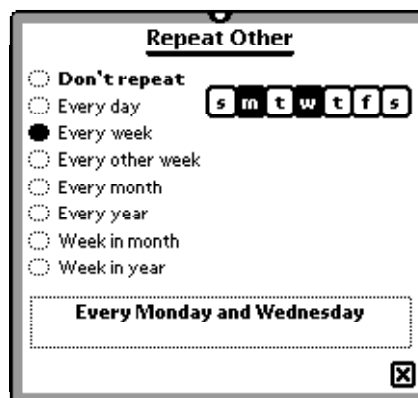 Repeat Other
Don't repeat
s m t w t f s
Every day
Every week
Every other week
Every month
Every year
Week in month
Week in year
Every Monday and Wednesday